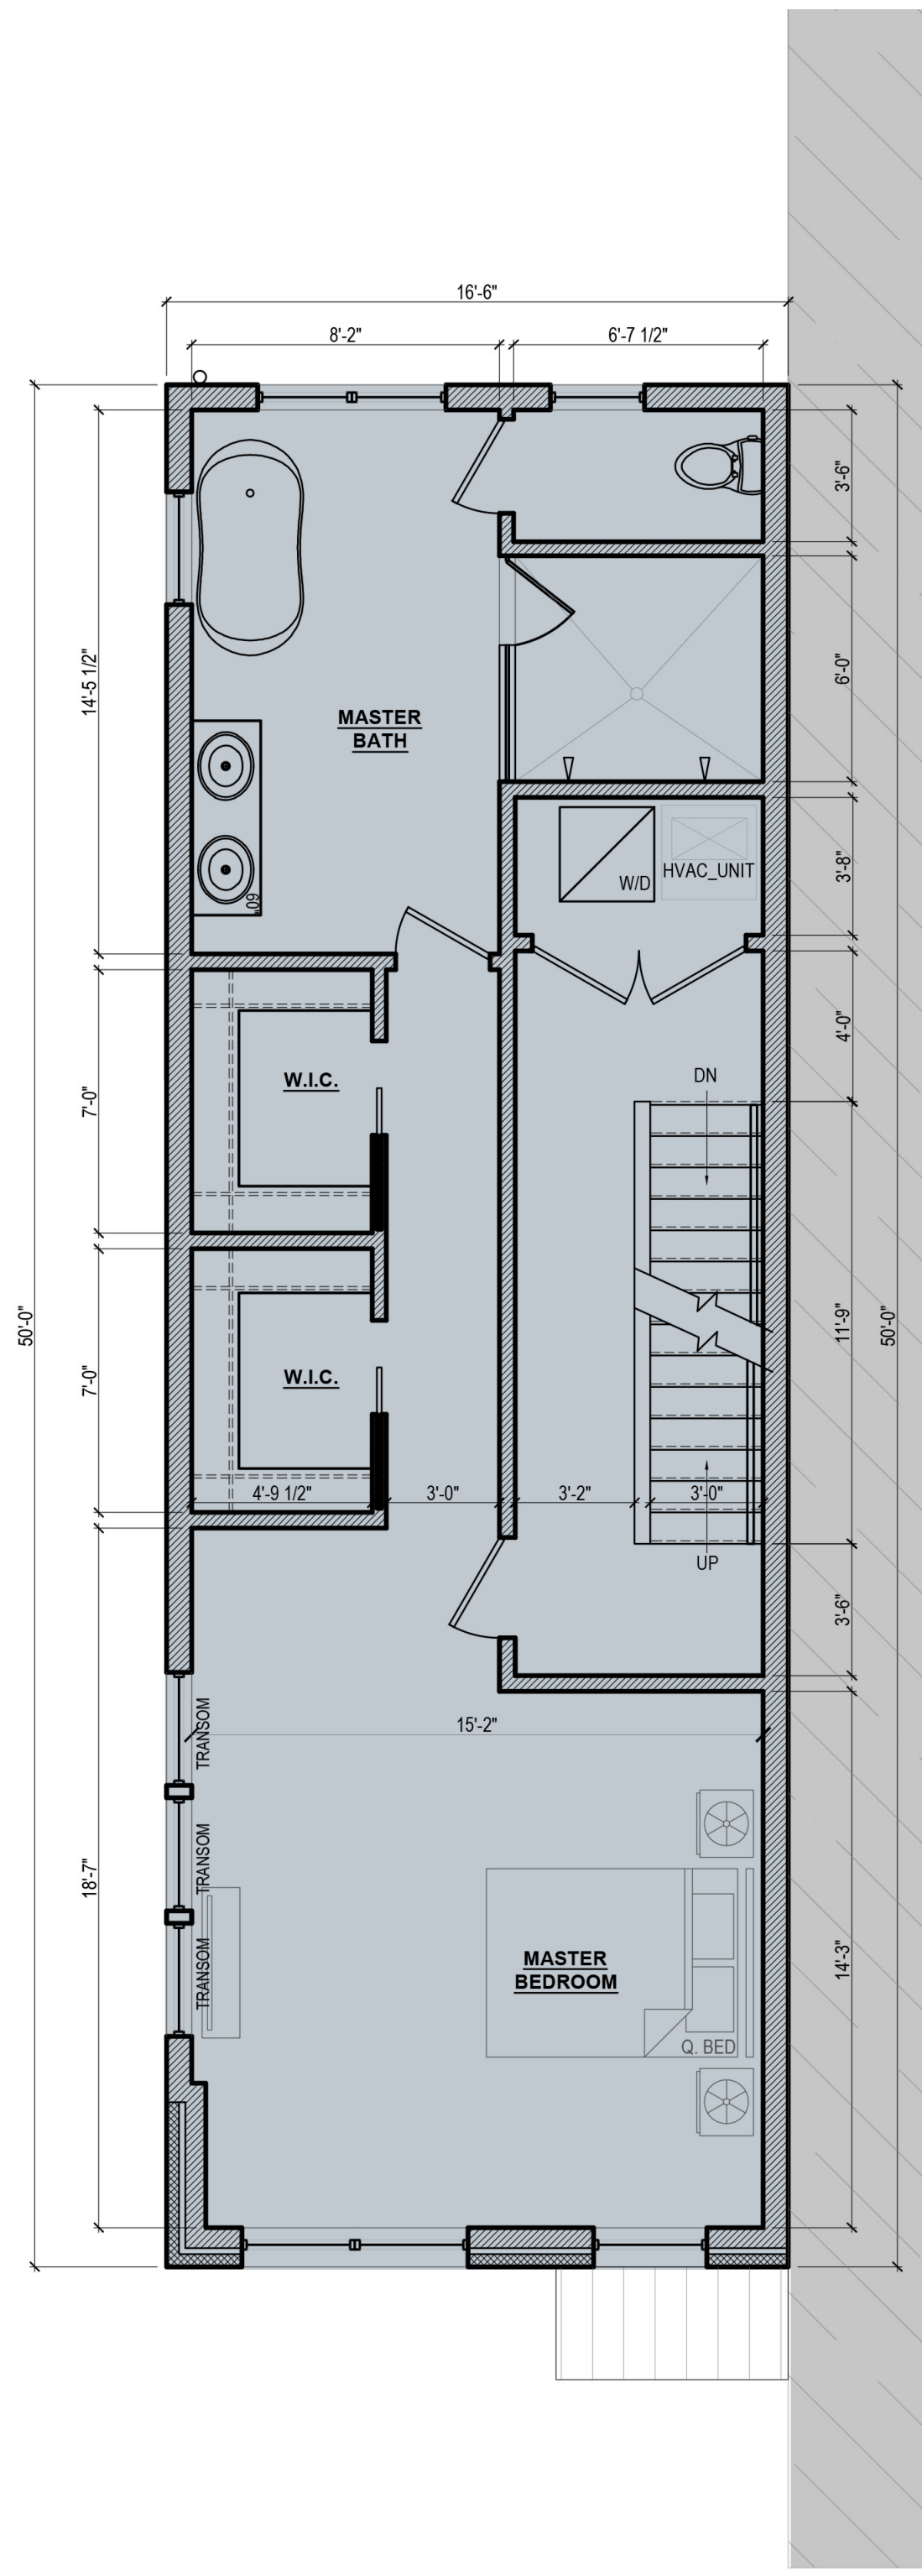 16'-6"
8'-2"
6'-7 1/2"
3'-6"
14'-5 1/2"
6'-0"
MASTER
BATH
3'-8"
HVAC_UNIT
W/D
60"
4'-0"
DN
W.I.C.
7'-0"
50'-0"
11'-9"
50'-0"
W.I.C.
7'-0"
4'-9 1/2"
3'-0"
3'-2"
3'-0"
UP
3'-6"
15'-2"
TRANSOM
TRANSOM
TRANSOM
18'-7"
14'-3"
MASTER
BEDROOM
Q. BED